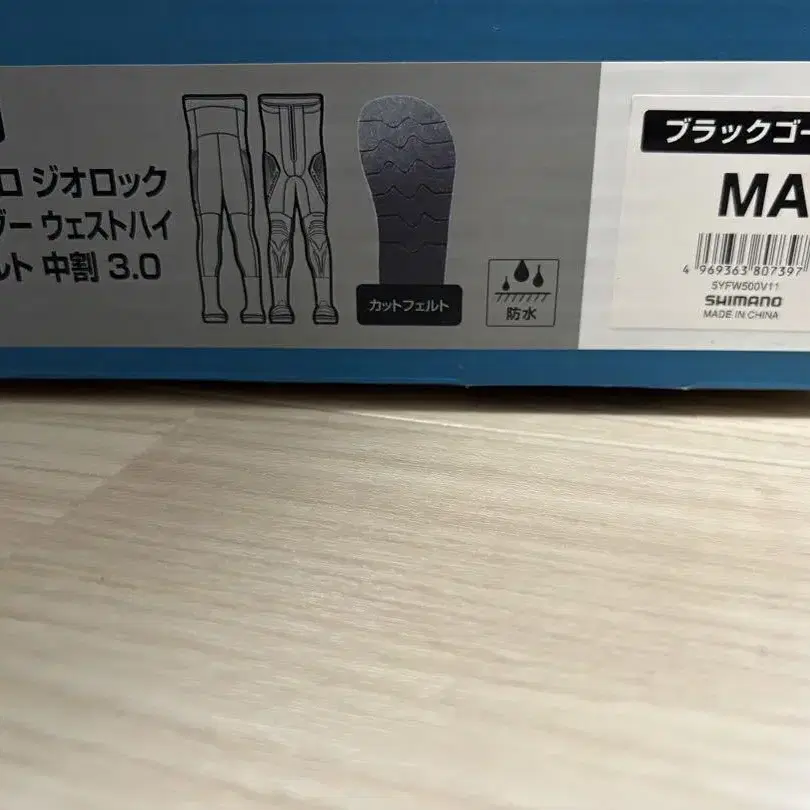 ロ ジオロック
ダー ウェストハイ
ルト 中割 3.0
カットフェルト
防水
ブラックゴー
MA
4 969363 807397
5YFW500V11
SHIMANO
MADE IN CHINA